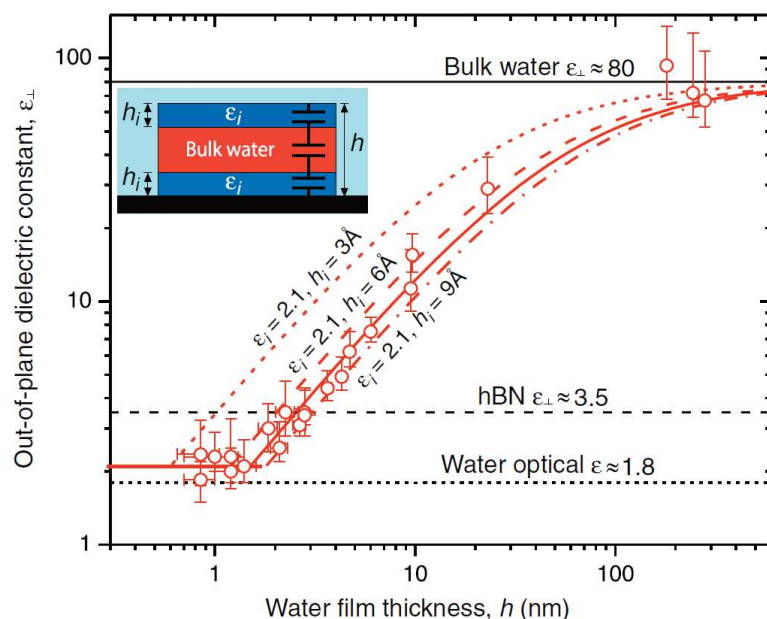 100
10
1
Out-of-plane dielectric constant, ε⊥
Bulk water ε⊥ ≈ 80
hᵢ
εᵢ
Bulk water
h
hᵢ
εᵢ
εᵢ = 2.1, hᵢ = 3Å
εᵢ = 2.1, hᵢ = 6Å
εᵢ = 2.1, hᵢ = 9Å
hBN ε⊥ ≈ 3.5
Water optical ε ≈ 1.8
1
10
100
Water film thickness, h (nm)